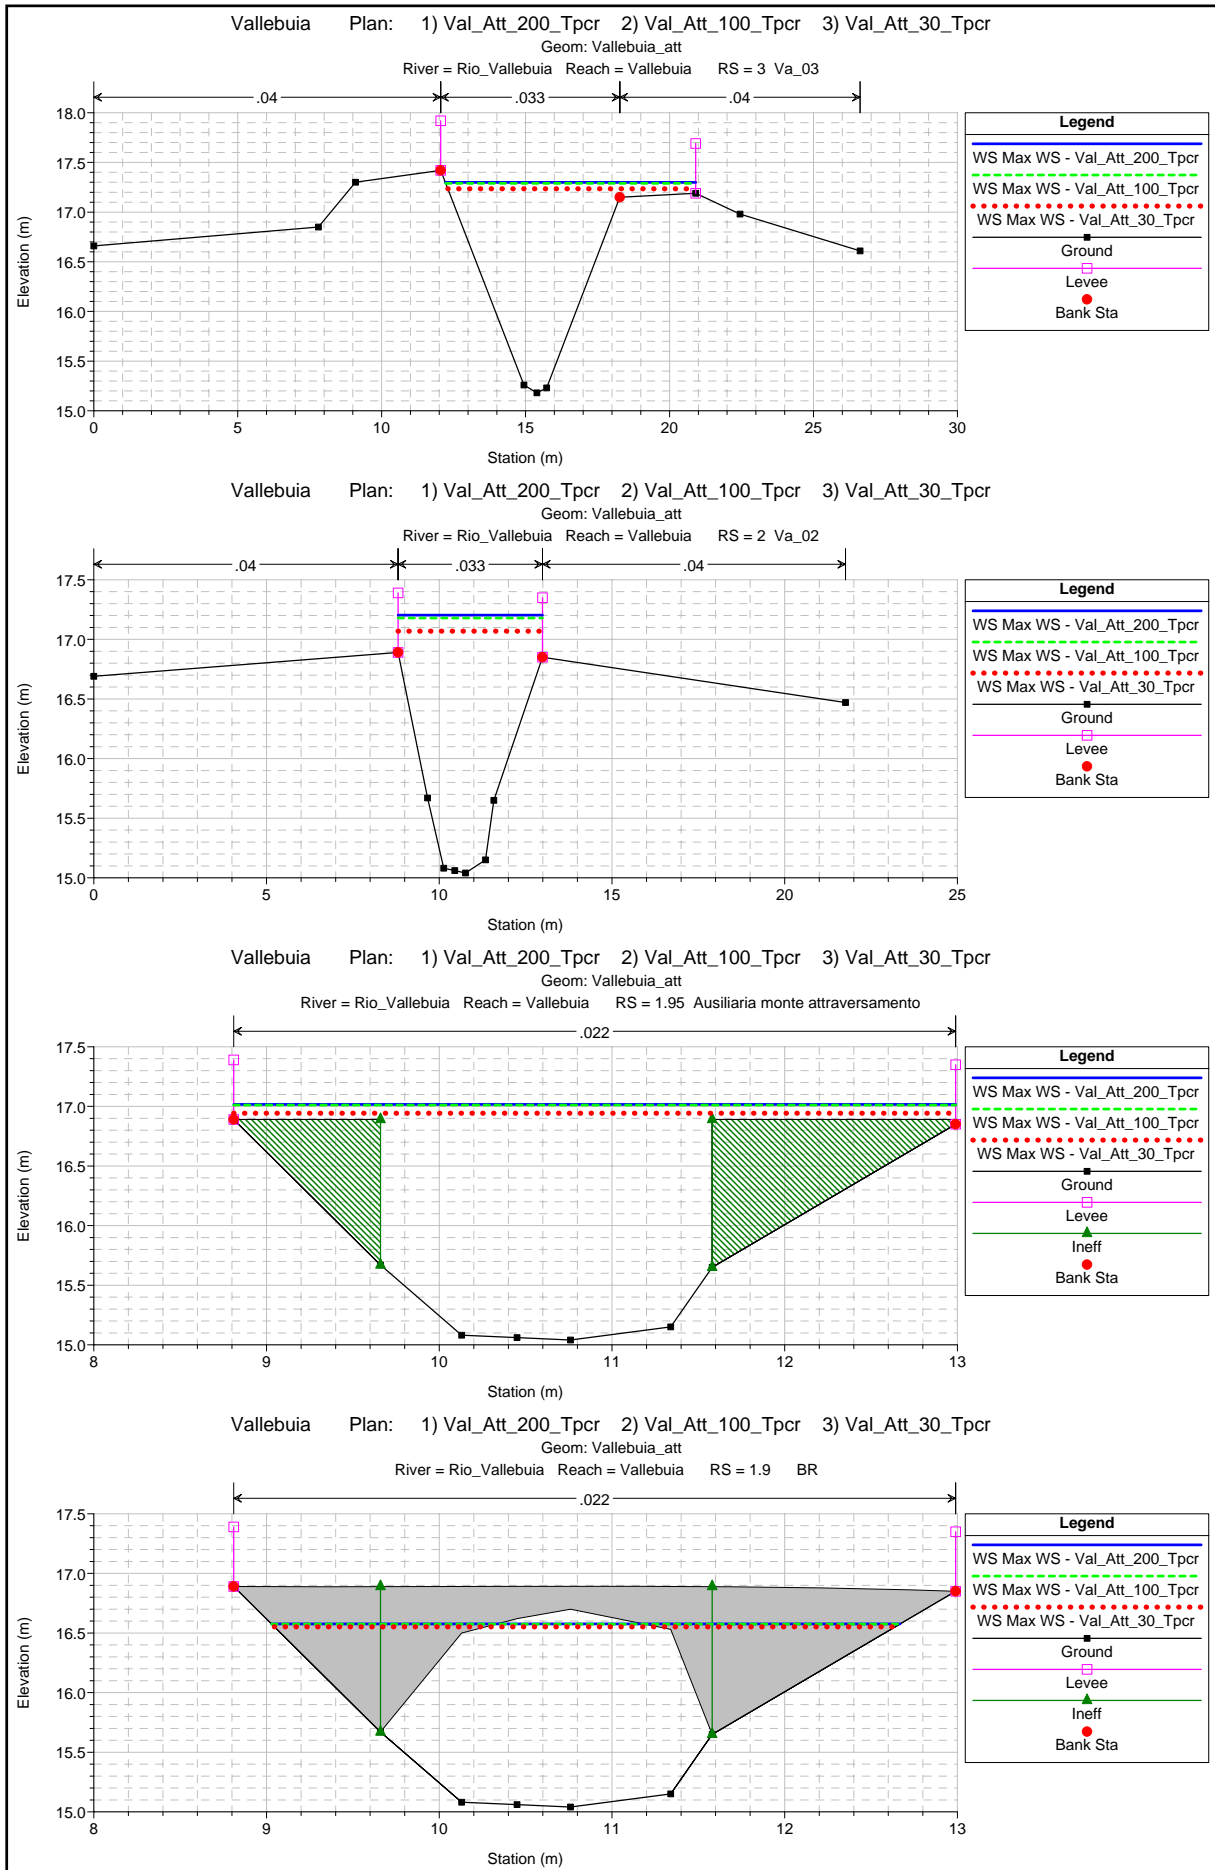 Vallebuia Plan: 1) Val_Att_200_Tpcr 2) Val_Att_100_Tpcr 3) Val_Att_30_Tpcr
Geom: Vallebuia_att
River = Rio_Vallebuia Reach = Vallebuia RS = 3 Va_03
.04 .033 .04
18.0
17.5
17.0
16.5
16.0
15.5
15.0
Elevation (m)
0 5 10 15 20 25 30
Station (m)
Legend
WS Max WS - Val_Att_200_Tpcr
WS Max WS - Val_Att_100_Tpcr
WS Max WS - Val_Att_30_Tpcr
Ground
Levee
Bank Sta
Vallebuia Plan: 1) Val_Att_200_Tpcr 2) Val_Att_100_Tpcr 3) Val_Att_30_Tpcr
Geom: Vallebuia_att
River = Rio_Vallebuia Reach = Vallebuia RS = 2 Va_02
.04 .033 .04
17.5
17.0
16.5
16.0
15.5
15.0
Elevation (m)
0 5 10 15 20 25
Station (m)
Legend
WS Max WS - Val_Att_200_Tpcr
WS Max WS - Val_Att_100_Tpcr
WS Max WS - Val_Att_30_Tpcr
Ground
Levee
Bank Sta
Vallebuia Plan: 1) Val_Att_200_Tpcr 2) Val_Att_100_Tpcr 3) Val_Att_30_Tpcr
Geom: Vallebuia_att
River = Rio_Vallebuia Reach = Vallebuia RS = 1.95 Ausiliaria monte attraversamento
.022
17.5
17.0
16.5
16.0
15.5
15.0
Elevation (m)
8 9 10 11 12 13
Station (m)
Legend
WS Max WS - Val_Att_200_Tpcr
WS Max WS - Val_Att_100_Tpcr
WS Max WS - Val_Att_30_Tpcr
Ground
Levee
Ineff
Bank Sta
Vallebuia Plan: 1) Val_Att_200_Tpcr 2) Val_Att_100_Tpcr 3) Val_Att_30_Tpcr
Geom: Vallebuia_att
River = Rio_Vallebuia Reach = Vallebuia RS = 1.9 BR
.022
17.5
17.0
16.5
16.0
15.5
15.0
Elevation (m)
8 9 10 11 12 13
Station (m)
Legend
WS Max WS - Val_Att_200_Tpcr
WS Max WS - Val_Att_100_Tpcr
WS Max WS - Val_Att_30_Tpcr
Ground
Levee
Ineff
Bank Sta